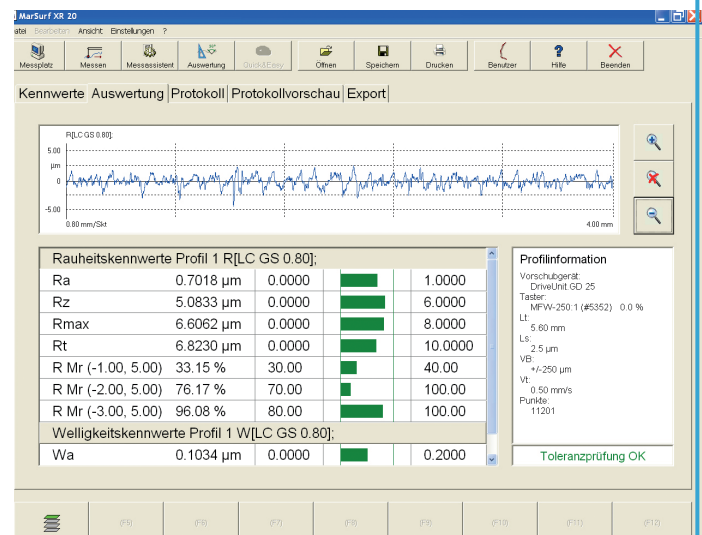 MarSurf XR 20
atei Bearbeiten Ansicht Einstellungen ?
Messplatz Messen Messassistent Auswertung Quick&Easy Öffnen Speichern Drucken Benutzer Hilfe Beenden
Kennwerte Auswertung Protokoll Protokollvorschau Export
R[LC GS 0.80];
5.00
µm
0
-5.00
0.80 mm/Skt 4.00 mm
Rauheitskennwerte Profil 1 R[LC GS 0.80];
Ra 0.7018 µm 0.0000 1.0000
Rz 5.0833 µm 0.0000 6.0000
Rmax 6.6062 µm 0.0000 8.0000
Rt 6.8230 µm 0.0000 10.0000
R Mr (-1.00, 5.00) 33.15 % 30.00 40.00
R Mr (-2.00, 5.00) 76.17 % 70.00 100.00
R Mr (-3.00, 5.00) 96.08 % 80.00 100.00
Welligkeitskennwerte Profil 1 W[LC GS 0.80];
Wa 0.1034 µm 0.0000 0.2000
Profilinformation
Vorschubgerät:
DriveUnit.GD 25
Taster:
MFW-250:1 (#5352) 0.0 %
Lt:
5.60 mm
Ls:
2.5 µm
VB:
+/-250 µm
Vt:
0.50 mm/s
Punkte:
11201
Toleranzprüfung OK
(F5) (F6) (F7) (F8) (F9) (F10) (F11) (F12)